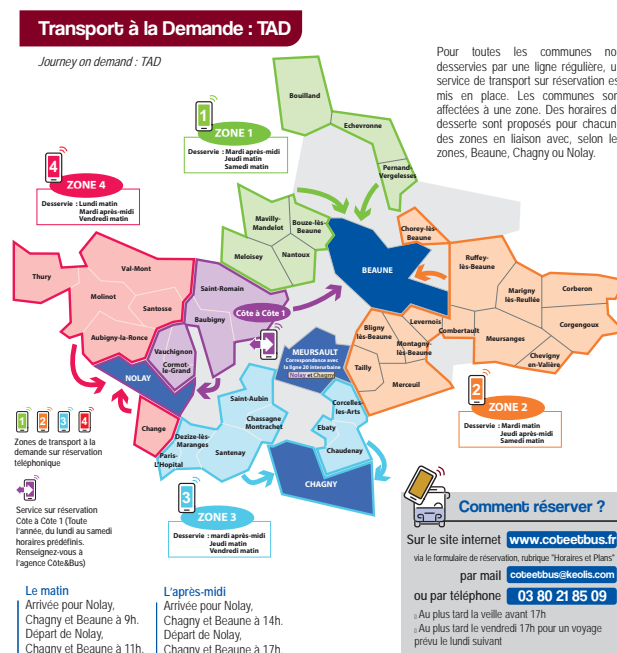 Transport à la Demande : TAD
Journey on demand : TAD
Pour toutes les communes no
desservies par une ligne régulière, u
service de transport sur réservation es
mis en place. Les communes son
affectées à une zone. Des horaires d
desserte sont proposés pour chacun
des zones en liaison avec, selon le
zones, Beaune, Chagny ou Nolay.
1
ZONE 1
Desservie : Mardi après-midi
Jeudi matin
Samedi matin
4
ZONE 4
Desservie : Lundi matin
Mardi après-midi
Vendredi matin
Bouilland
Echevronne
Pernand-
Vergelesses
Mavilly-
Mandelot
Bouze-lès-
Beaune
Meloisey
Nantoux
Chorey-lès-
Beaune
BEAUNE
Ruffey-
lès-Beaune
Marigny
lès-Reullée
Corberon
Corgengoux
Meursanges
Chevigny
en-Valière
Combertault
Levernois
Bligny
lès-Beaune
Montagny-
lès-Beaune
Tailly
Merceuil
Thury
Val-Mont
Molinot
Santosse
Aubigny-la-Ronce
Saint-Romain
Baubigny
Côte à Côte 1
Vauchignon
Cormot-
le-Grand
NOLAY
Change
MEURSAULT
Correspondance avec
la ligne 20 interurbaine
Nolay et Chagny
Saint-Aubin
Chassagne
Montrachet
Corcelles-
les-Arts
Ebaty
Chaudenay
Dezize-lès-
Maranges
Paris-
L'Hopital
Santenay
CHAGNY
2
ZONE 2
Desservie : Mardi matin
Jeudi après-midi
Samedi matin
3
ZONE 3
Desservie : mardi après-midi
Jeudi matin
Vendredi matin
1 2 3 4
Zones de transport à la
demande sur réservation
téléphonique
Service sur réservation
Côte à Côte 1 (Toute
l'année, du lundi au samedi
horaires prédéfinis.
Renseignez-vous à
l'agence Côte&Bus)
Le matin
Arrivée pour Nolay,
Chagny et Beaune à 9h.
Départ de Nolay,
Chagny et Beaune à 11h.
L'après-midi
Arrivée pour Nolay,
Chagny et Beaune à 14h.
Départ de Nolay,
Chagny et Beaune à 17h.
Comment réserver ?
Sur le site internet www.coteetbus.fr
via le formulaire de réservation, rubrique "Horaires et Plans"
par mail coteetbus@keolis.com
ou par téléphone 03 80 21 85 09
Au plus tard la veille avant 17h
Au plus tard le vendredi 17h pour un voyage
prévu le lundi suivant